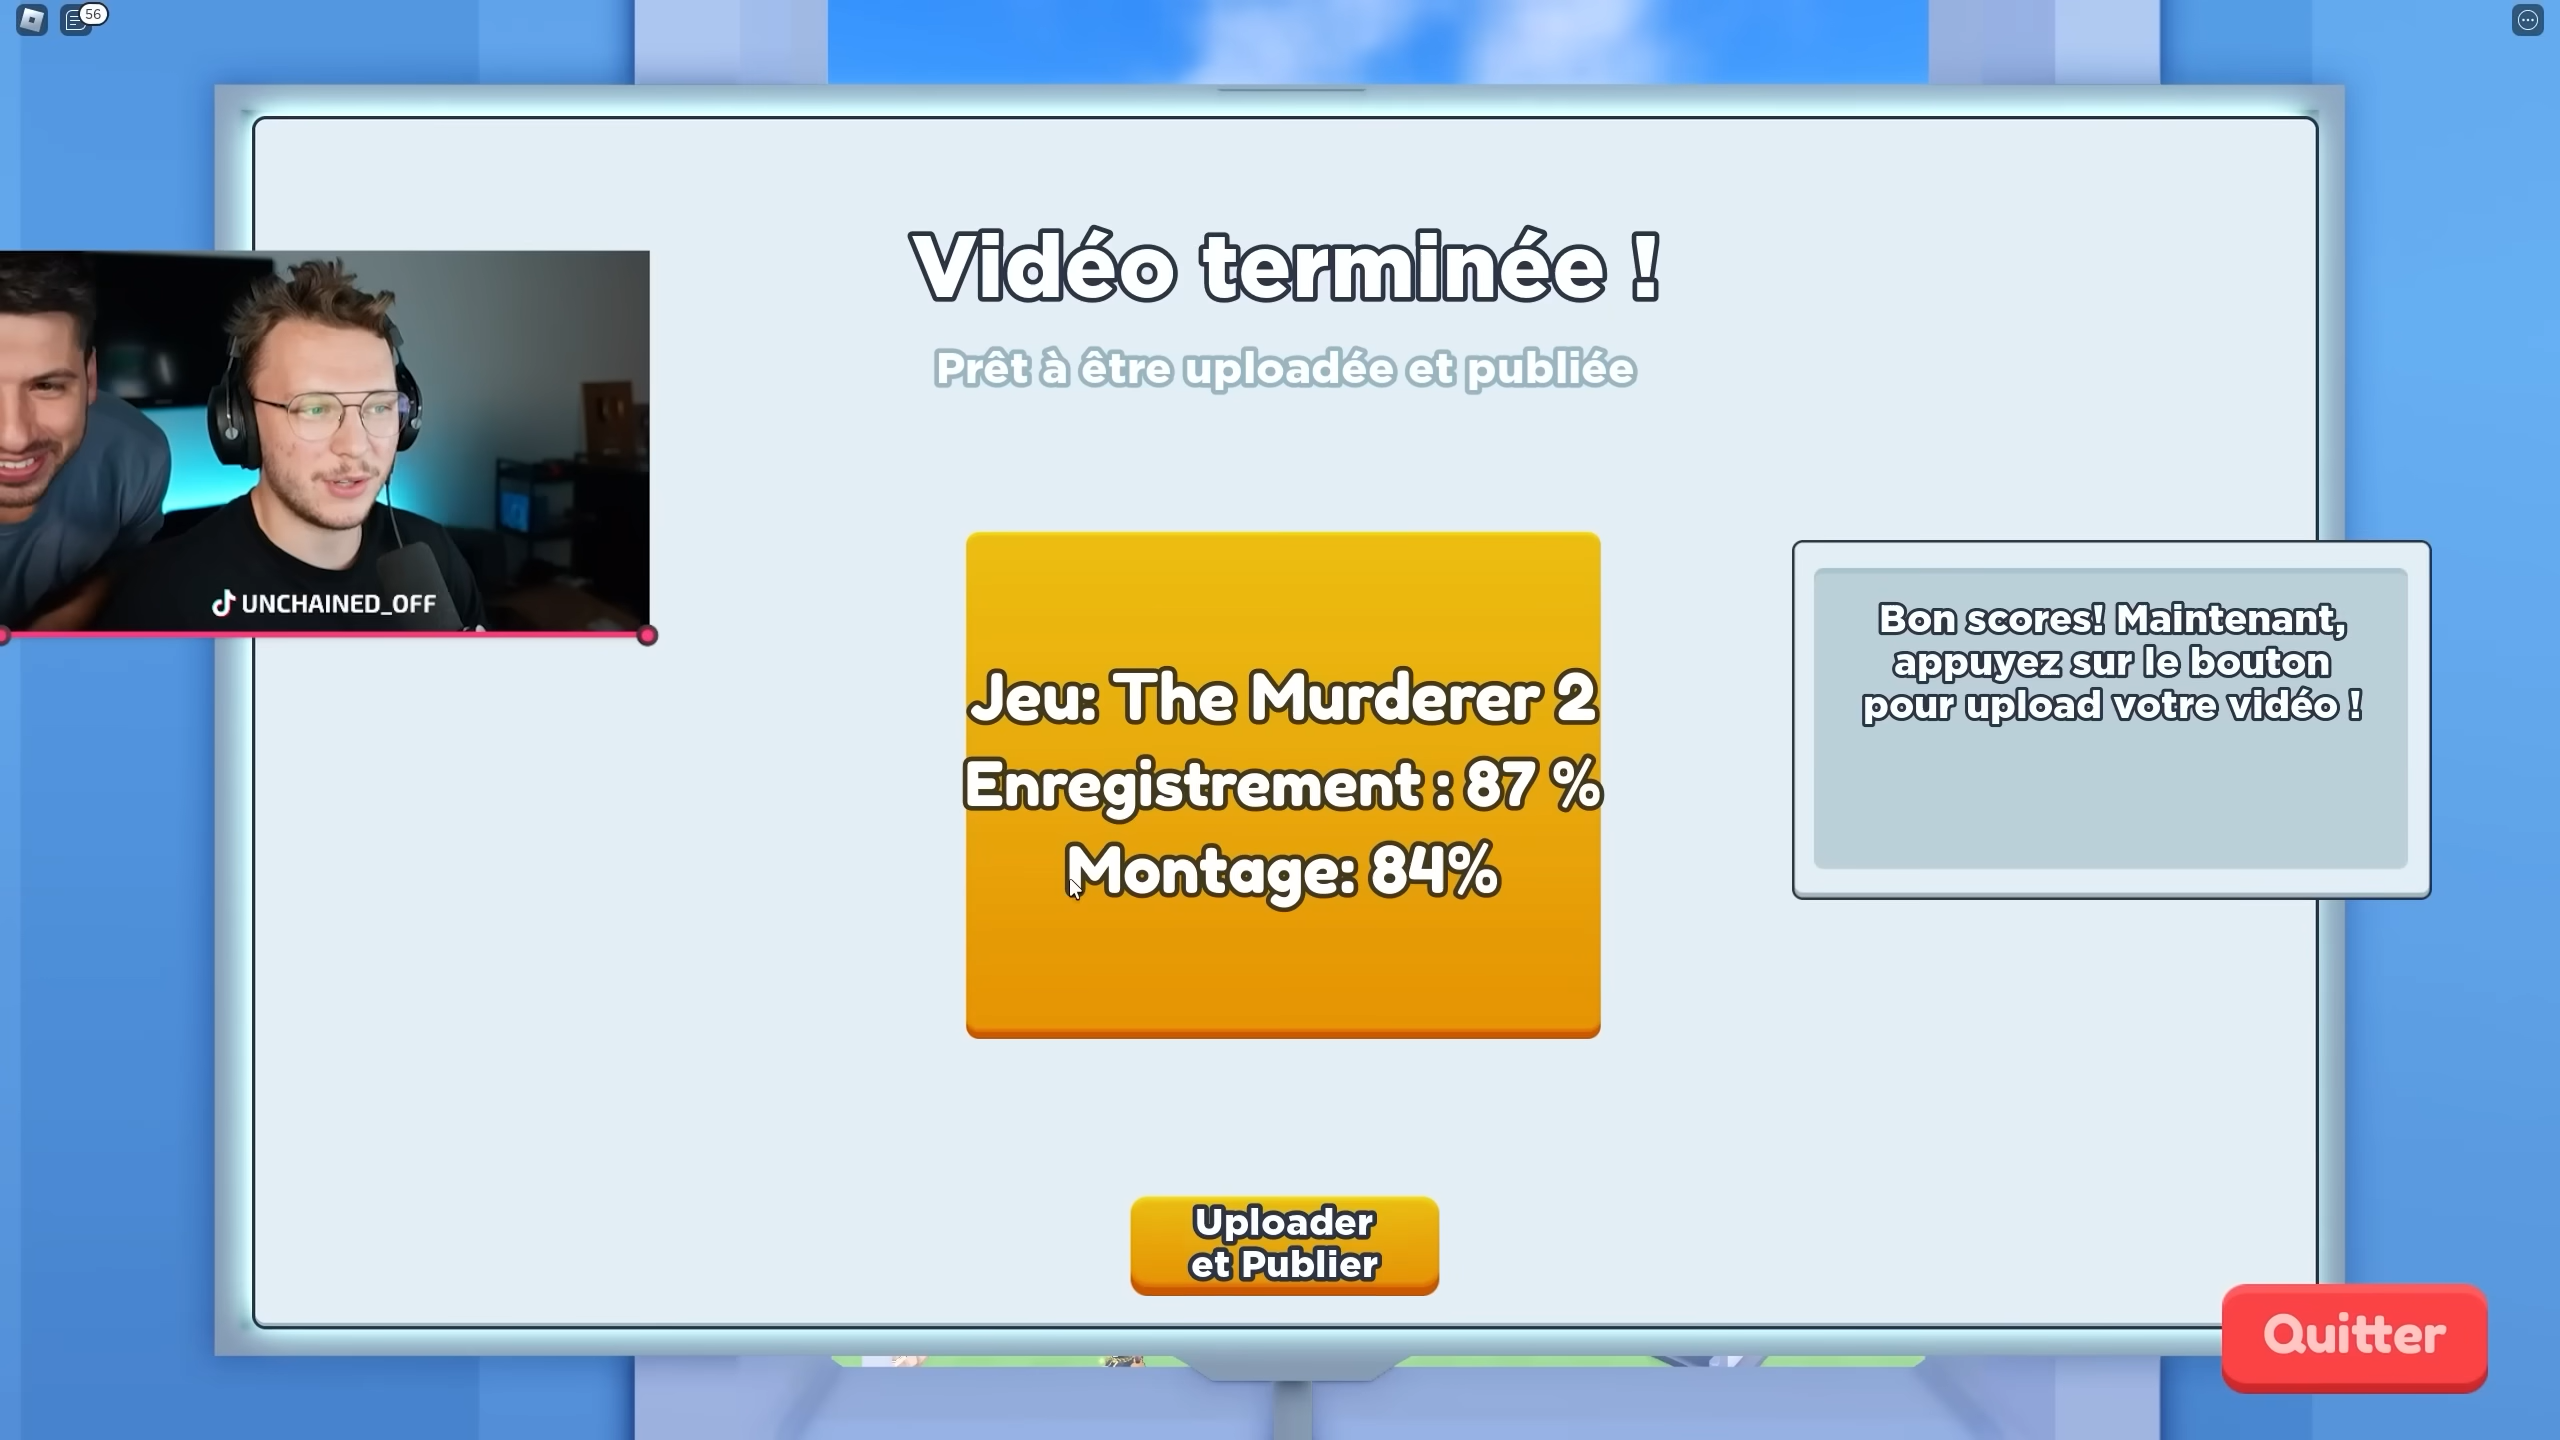 56
Vidéo terminée !
Prêt à être uploadée et publiée
UNCHAINED_OFF
Jeu: The Murderer 2
Enregistrement : 87 %
Montage: 84%
Bon scores! Maintenant,
appuyez sur le bouton
pour upload votre vidéo !
Uploader
et Publier
Quitter